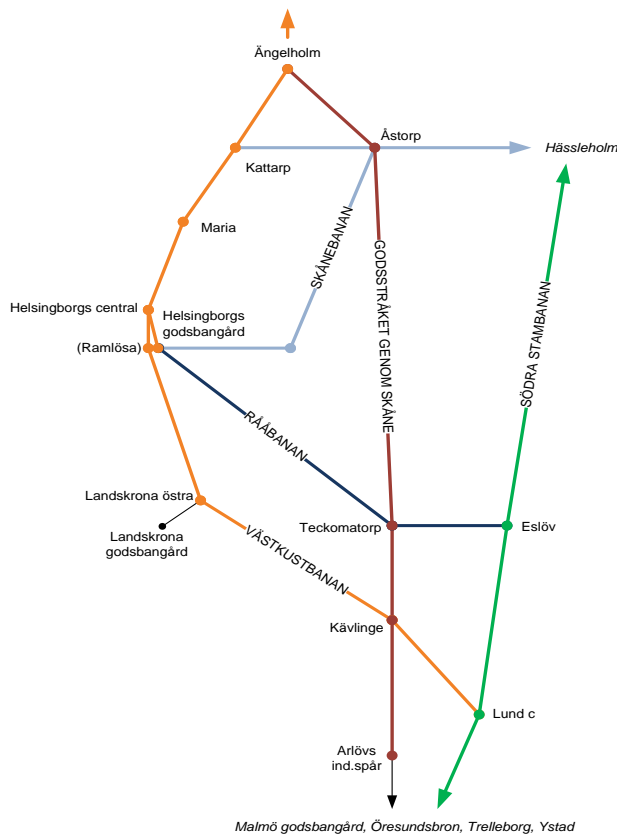 Ängelholm
Åstorp
Hässleholm
Kattarp
Maria
SKÅNEBANAN
GODSSTRÅKET GENOM SKÅNE
SÖDRA STAMBANAN
Helsingborgs central
Helsingborgs
godsbangård
(Ramlösa)
RÅÅBANAN
Landskrona östra
Landskrona
godsbangård
VÄSTKUSTBANAN
Teckomatorp
Eslöv
Kävlinge
Lund c
Arlövs
ind.spår
Malmö godsbangård, Öresundsbron, Trelleborg, Ystad